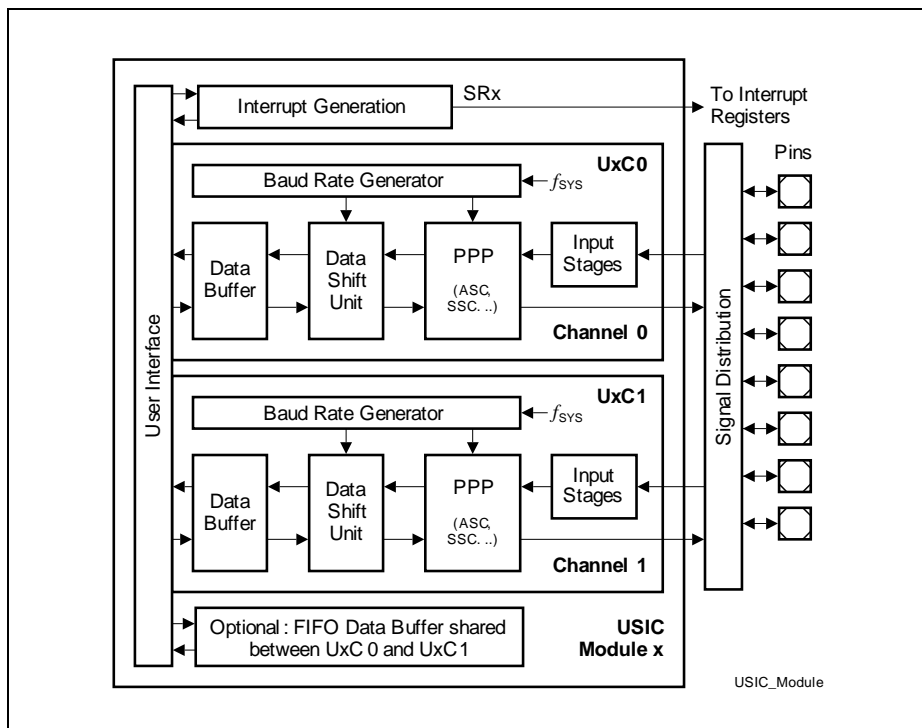 Interrupt Generation
SRx
To Interrupt
Registers
UxC0
Pins
Baud Rate Generator
fSYS
Data
Buffer
Data
Shift
Unit
PPP
(ASC,
SSC. ..)
Input
Stages
Channel 0
User Interface
Signal Distribution
UxC1
Baud Rate Generator
fSYS
Data
Buffer
Data
Shift
Unit
PPP
(ASC,
SSC. ..)
Input
Stages
Channel 1
Optional : FIFO Data Buffer shared
between UxC 0 and UxC1
USIC
Module x
USIC_Module